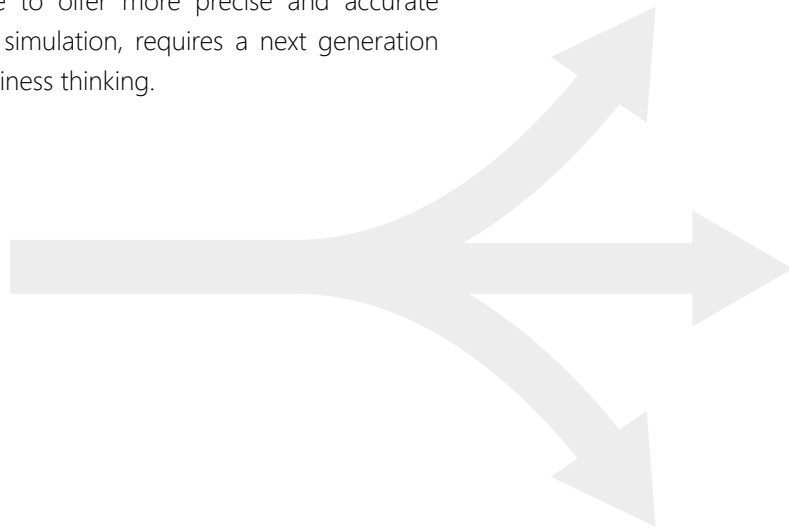 to offer more precise and accurate
simulation, requires a next generation
iness thinking.